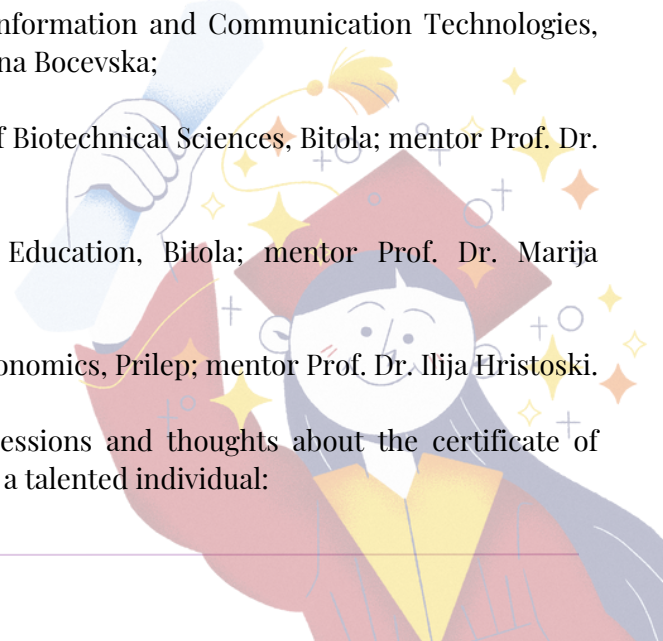 nformation and Communication Technologies,
na Bocevska;
f Biotechnical Sciences, Bitola; mentor Prof. Dr.
Education, Bitola; mentor Prof. Dr. Marija
onomics, Prilep; mentor Prof. Dr. Ilija Hristoski.
essions and thoughts about the certificate of
a talented individual: